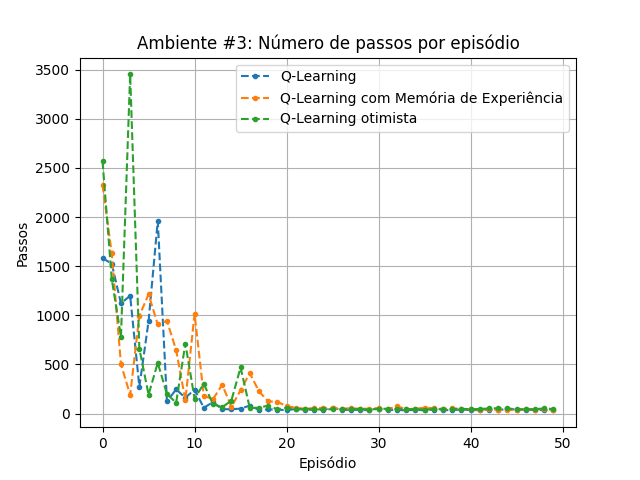 Ambiente #3: Número de passos por episódio
Q-Learning
Q-Learning com Memória de Experiência
Q-Learning otimista
Passos
3500
3000
2500
2000
1500
1000
500
0
0 10 20 30 40 50
Episódio